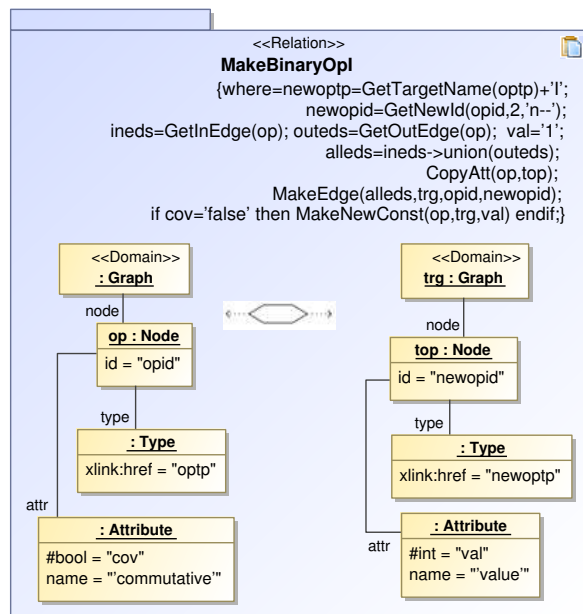 <<Relation>>
MakeBinaryOpI
{where=newoptp=GetTargetName(optp)+'I';
newopid=GetNewId(opid,2,'n--');
ineds=GetInEdge(op); outeds=GetOutEdge(op); val='1';
alleds=ineds->union(outeds);
CopyAtt(op,top);
MakeEdge(alleds,trg,opid,newopid);
if cov='false' then MakeNewConst(op,trg,val) endif;}
<<Domain>>
: Graph
node
op : Node
id = "opid"
type
: Type
xlink:href = "optp"
attr
: Attribute
#bool = "cov"
name = "'commutative'"
<<Domain>>
trg : Graph
node
top : Node
id = "newopid"
type
: Type
xlink:href = "newoptp"
attr
: Attribute
#int = "val"
name = "'value'"